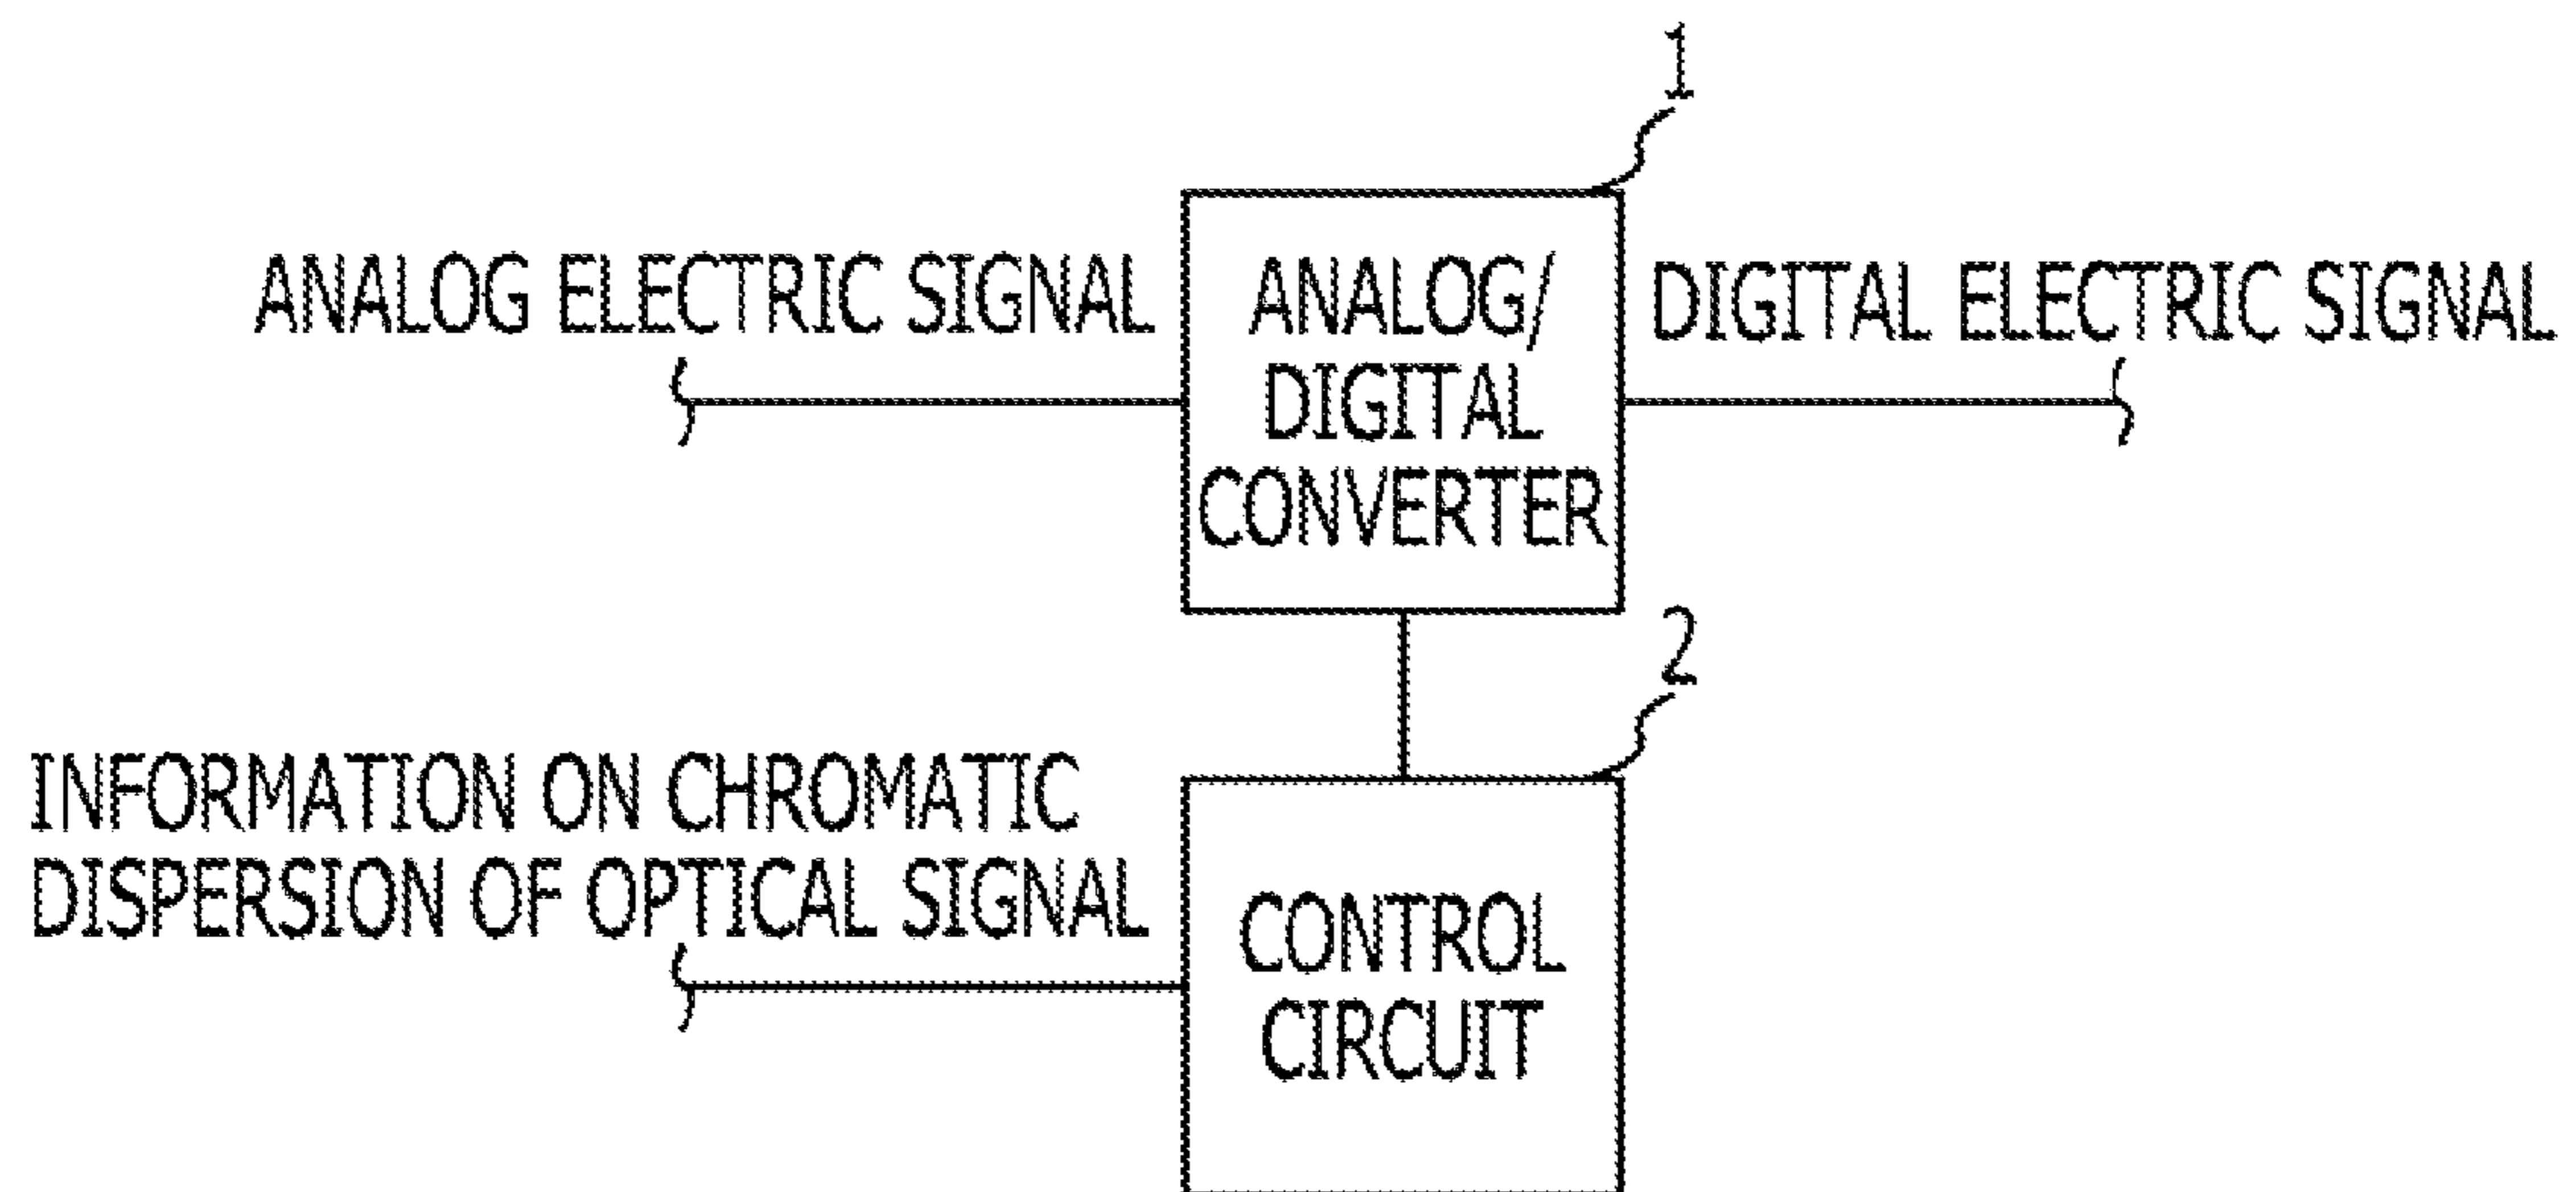 1
ANALOG ELECTRIC SIGNAL
ANALOG/
DIGITAL
CONVERTER
DIGITAL ELECTRIC SIGNAL
2
INFORMATION ON CHROMATIC
DISPERSION OF OPTICAL SIGNAL
CONTROL
CIRCUIT